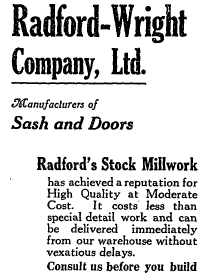 Radford-Wright
Company, Ltd.
Manufacturers of
Sash and Doors
Radford's Stock Millwork
has achieved a reputation for
High Quality at Moderate
Cost. It costs less than
special detail work and can
be delivered immediately
from our warehouse without
vexatious delays.
Consult us before you build